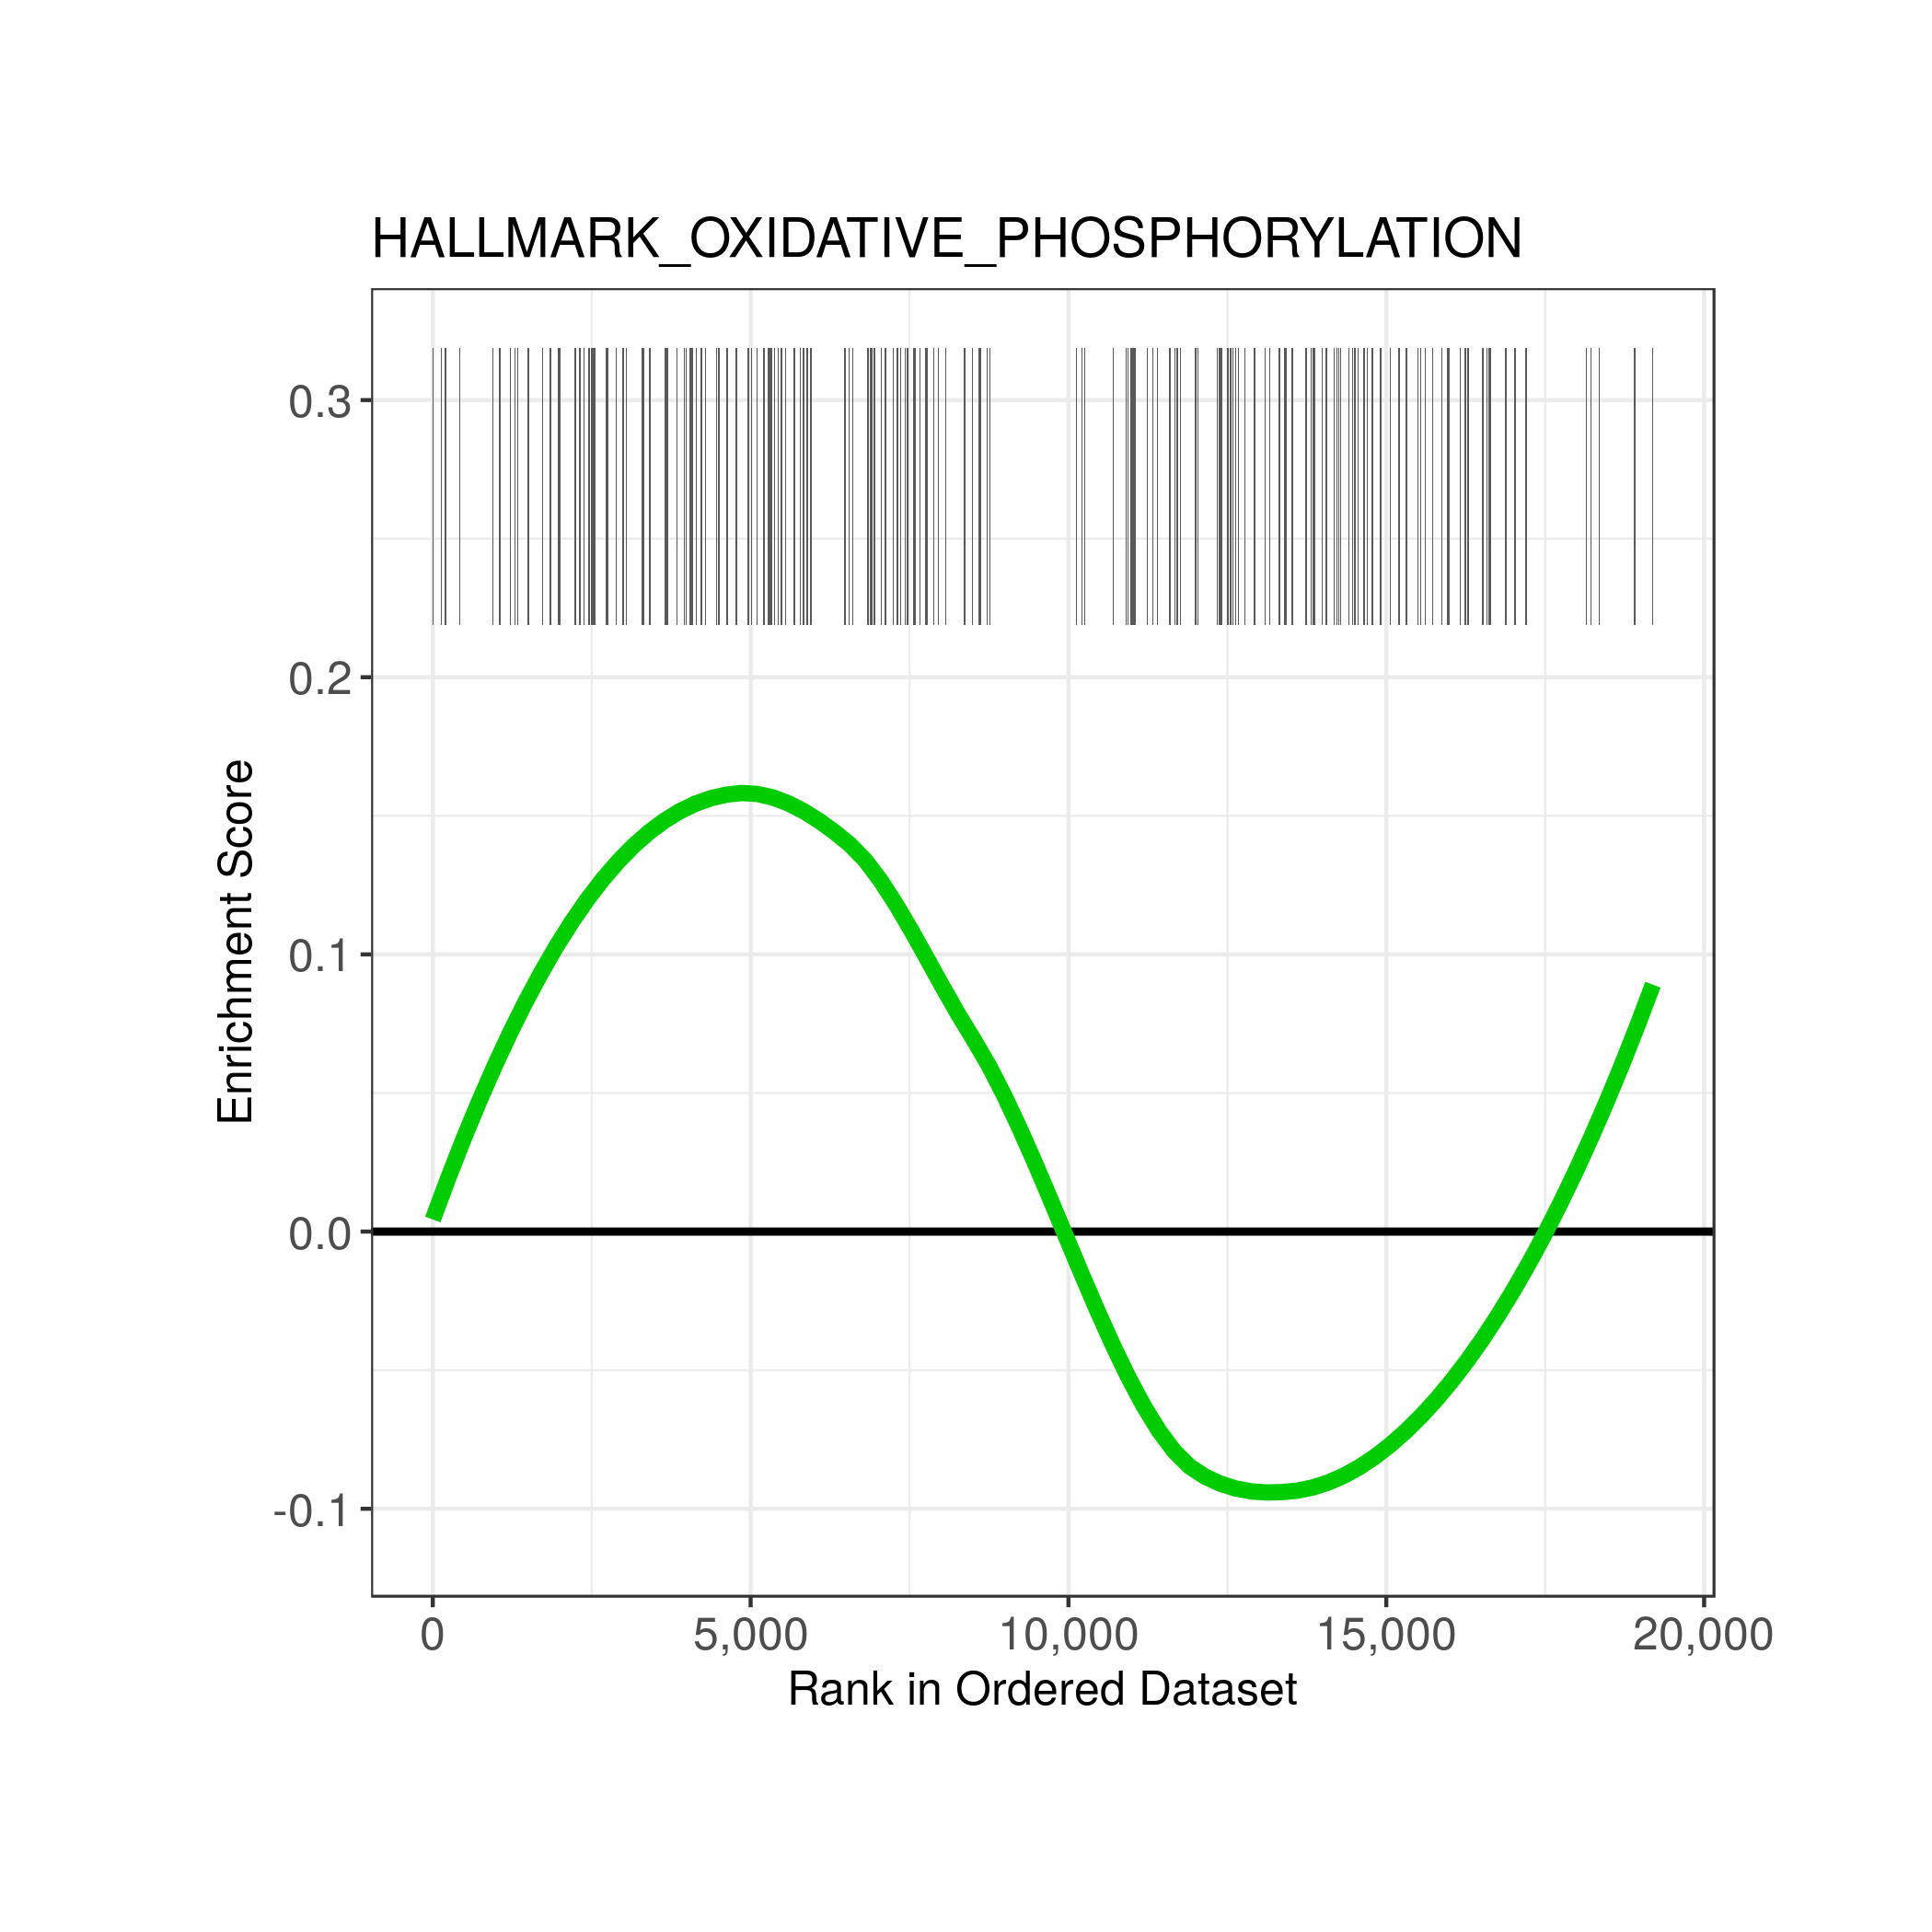 HALLMARK_OXIDATIVE_PHOSPHORYLATION
0.3
0.2
0.1
0.0
-0.1
Enrichment Score
0 5,000 10,000 15,000 20,000
Rank in Ordered Dataset